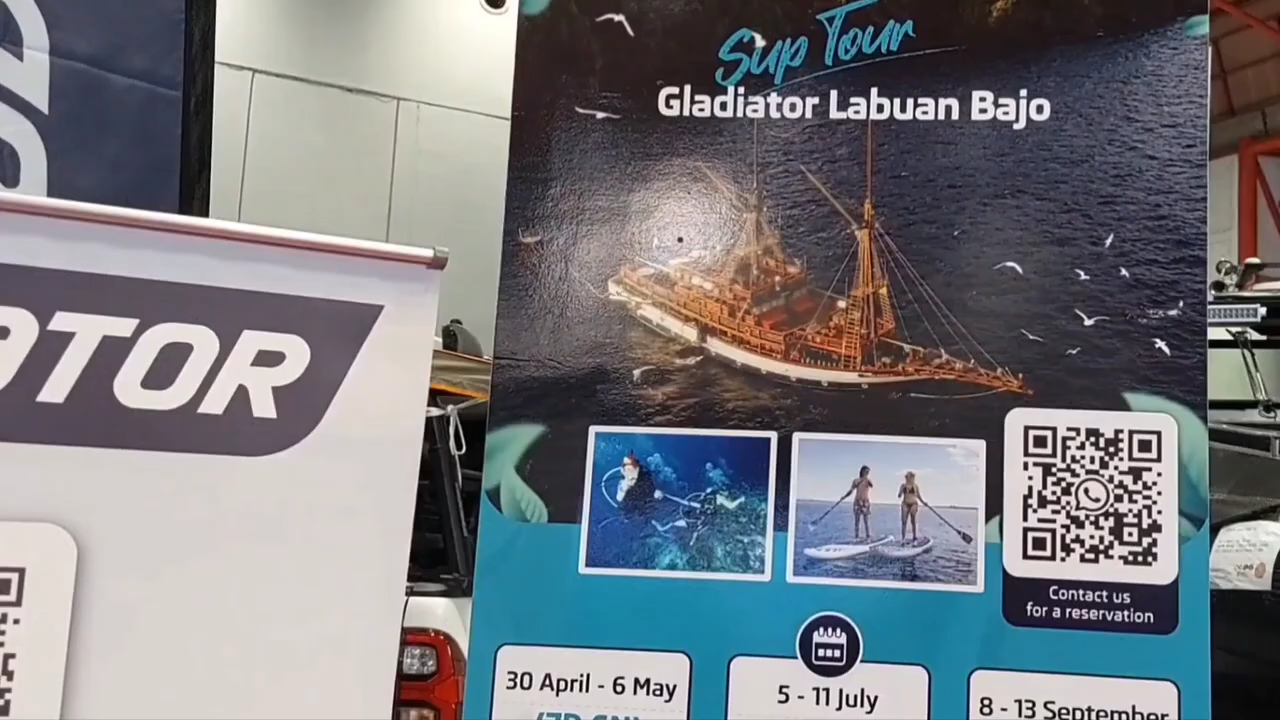 Sup Tour
Gladiator Labuan Bajo
ATOR
Contact us
for a reservation
30 April - 6 May
5 - 11 July
8 - 13 September